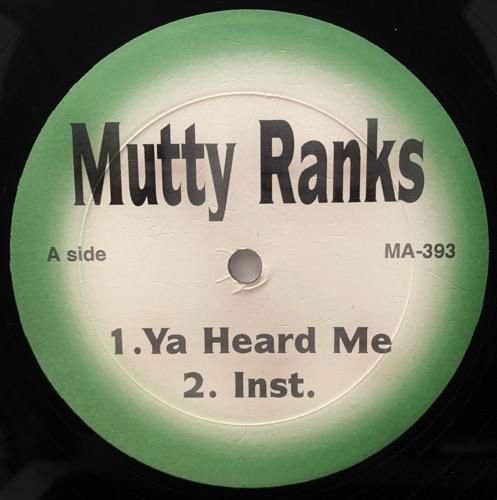 Mutty Ranks
A side MA-393
1.Ya Heard Me
2. Inst.